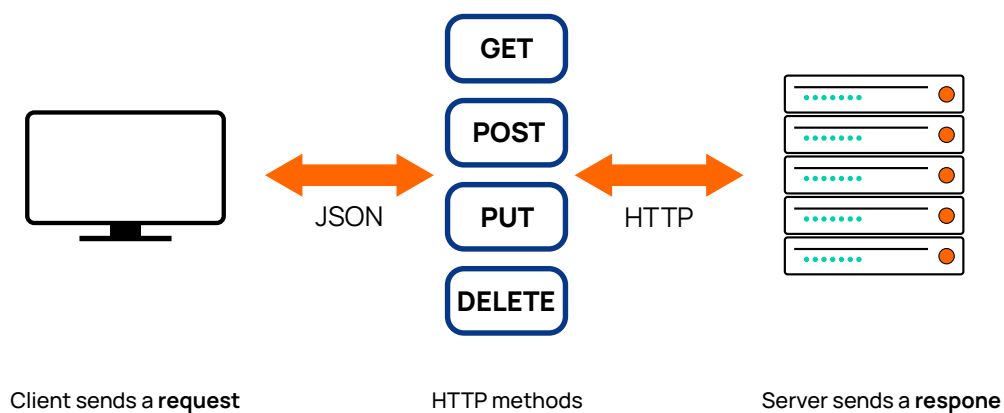 GET
POST
JSON
PUT
HTTP
DELETE
Client sends a request
HTTP methods
Server sends a respone